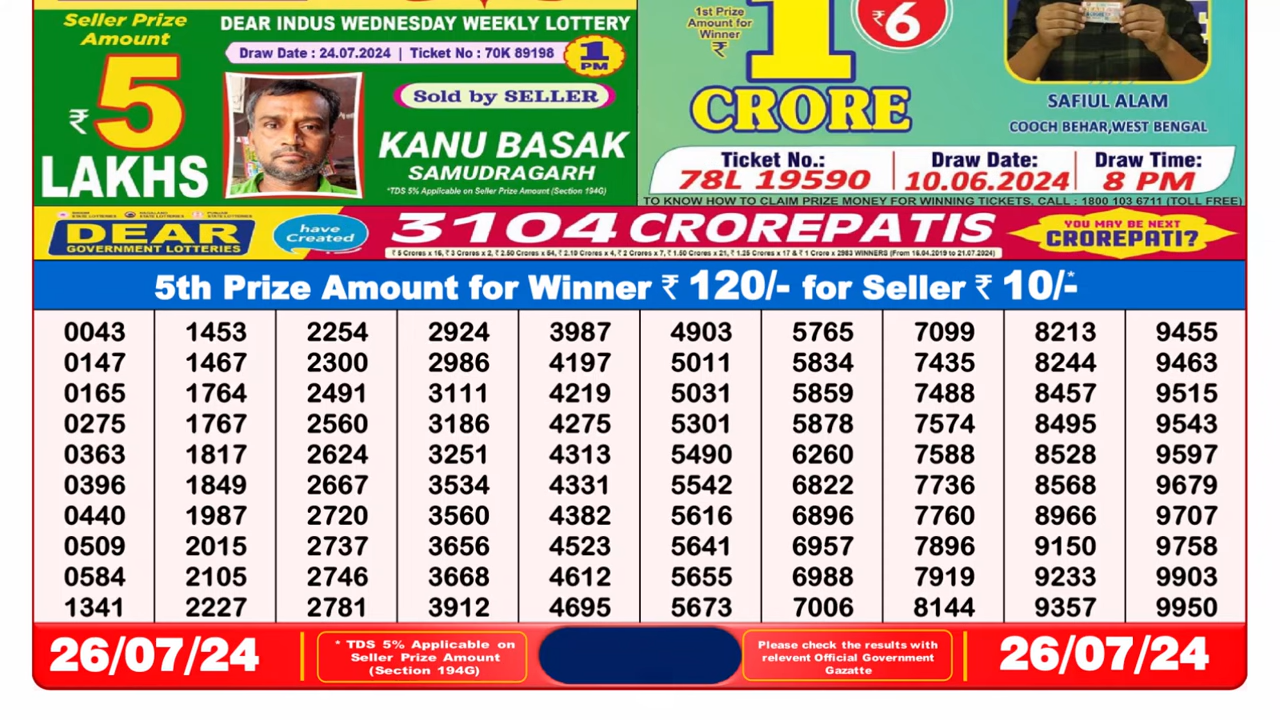 Seller Prize
Amount
₹5
LAKHS
DEAR INDUS WEDNESDAY WEEKLY LOTTERY
Draw Date : 24.07.2024 | Ticket No : 70K 89198
1
PM
Sold by SELLER
KANU BASAK
SAMUDRAGARH
*TDS 5% Applicable on Seller Prize Amount (Section 194G)
1st Prize
Amount for
Winner
₹
1
CRORE
₹6
SAFIUL ALAM
COOCH BEHAR,WEST BENGAL
Ticket No.:
78L 19590
Draw Date:
10.06.2024
Draw Time:
8 PM
TO KNOW HOW TO CLAIM PRIZE MONEY FOR WINNING TICKETS, CALL : 1800 103 6711 (TOLL FREE)
DEAR
GOVERNMENT LOTTERIES
have
Created
3104 CROREPATIS
YOU MAY BE NEXT
CROREPATI?
5th Prize Amount for Winner ₹ 120/- for Seller ₹ 10/-*
0043 1453 2254 2924 3987 4903 5765 7099 8213 9455
0147 1467 2300 2986 4197 5011 5834 7435 8244 9463
0165 1764 2491 3111 4219 5031 5859 7488 8457 9515
0275 1767 2560 3186 4275 5301 5878 7574 8495 9543
0363 1817 2624 3251 4313 5490 6260 7588 8528 9597
0396 1849 2667 3534 4331 5542 6822 7736 8568 9679
0440 1987 2720 3560 4382 5616 6896 7760 8966 9707
0509 2015 2737 3656 4523 5641 6957 7896 9150 9758
0584 2105 2746 3668 4612 5655 6988 7919 9233 9903
1341 2227 2781 3912 4695 5673 7006 8144 9357 9950
26/07/24
* TDS 5% Applicable on
Seller Prize Amount
(Section 194G)
Please check the results with
relevent Official Government
Gazatte
26/07/24